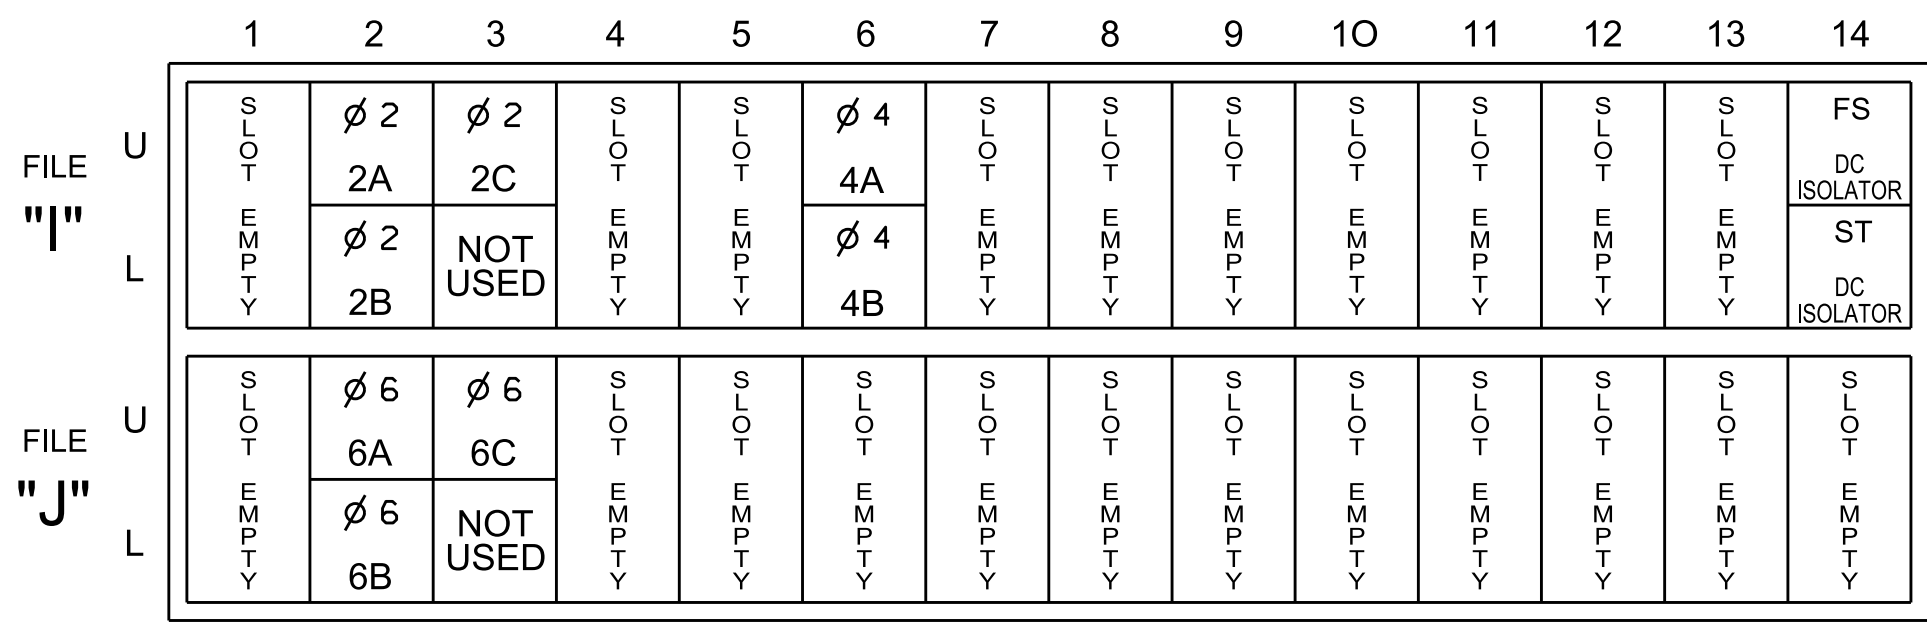 1 2 3 4 5 6 7 8 9 10 11 12 13 14
FILE
"I"
U
L
SLOT EMPTY
Ø 2
2A
Ø 2
2B
Ø 2
2C
NOT
USED
SLOT EMPTY
SLOT EMPTY
Ø 4
4A
Ø 4
4B
SLOT EMPTY
SLOT EMPTY
SLOT EMPTY
SLOT EMPTY
SLOT EMPTY
SLOT EMPTY
SLOT EMPTY
FS
DC
ISOLATOR
ST
DC
ISOLATOR
FILE
"J"
U
L
SLOT EMPTY
Ø 6
6A
Ø 6
6B
Ø 6
6C
NOT
USED
SLOT EMPTY
SLOT EMPTY
SLOT EMPTY
SLOT EMPTY
SLOT EMPTY
SLOT EMPTY
SLOT EMPTY
SLOT EMPTY
SLOT EMPTY
SLOT EMPTY
SLOT EMPTY